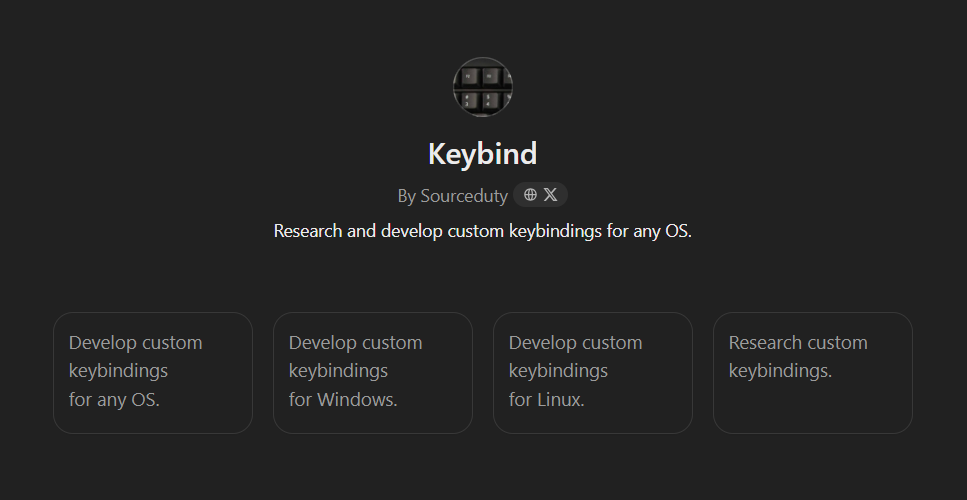 Keybind
By Sourceduty
Research and develop custom keybindings for any OS.
Develop custom
keybindings
for any OS.
Develop custom
keybindings
for Windows.
Develop custom
keybindings
for Linux.
Research custom
keybindings.